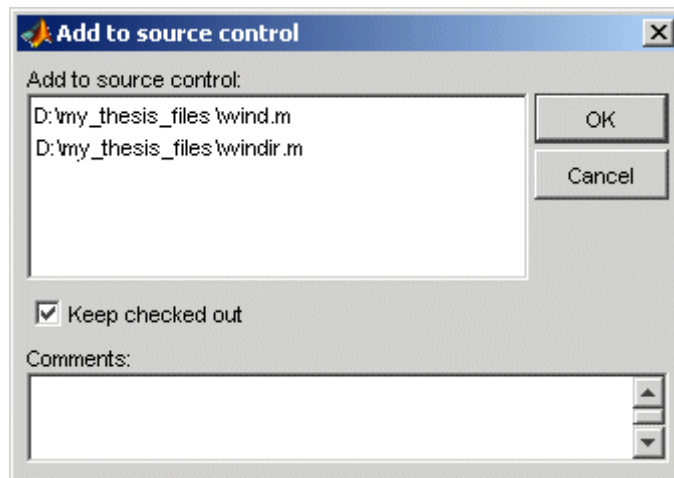 Add to source control
Add to source control:
D:\my_thesis_files \wind.m
D:\my_thesis_files \windir.m
OK
Cancel
Keep checked out
Comments: